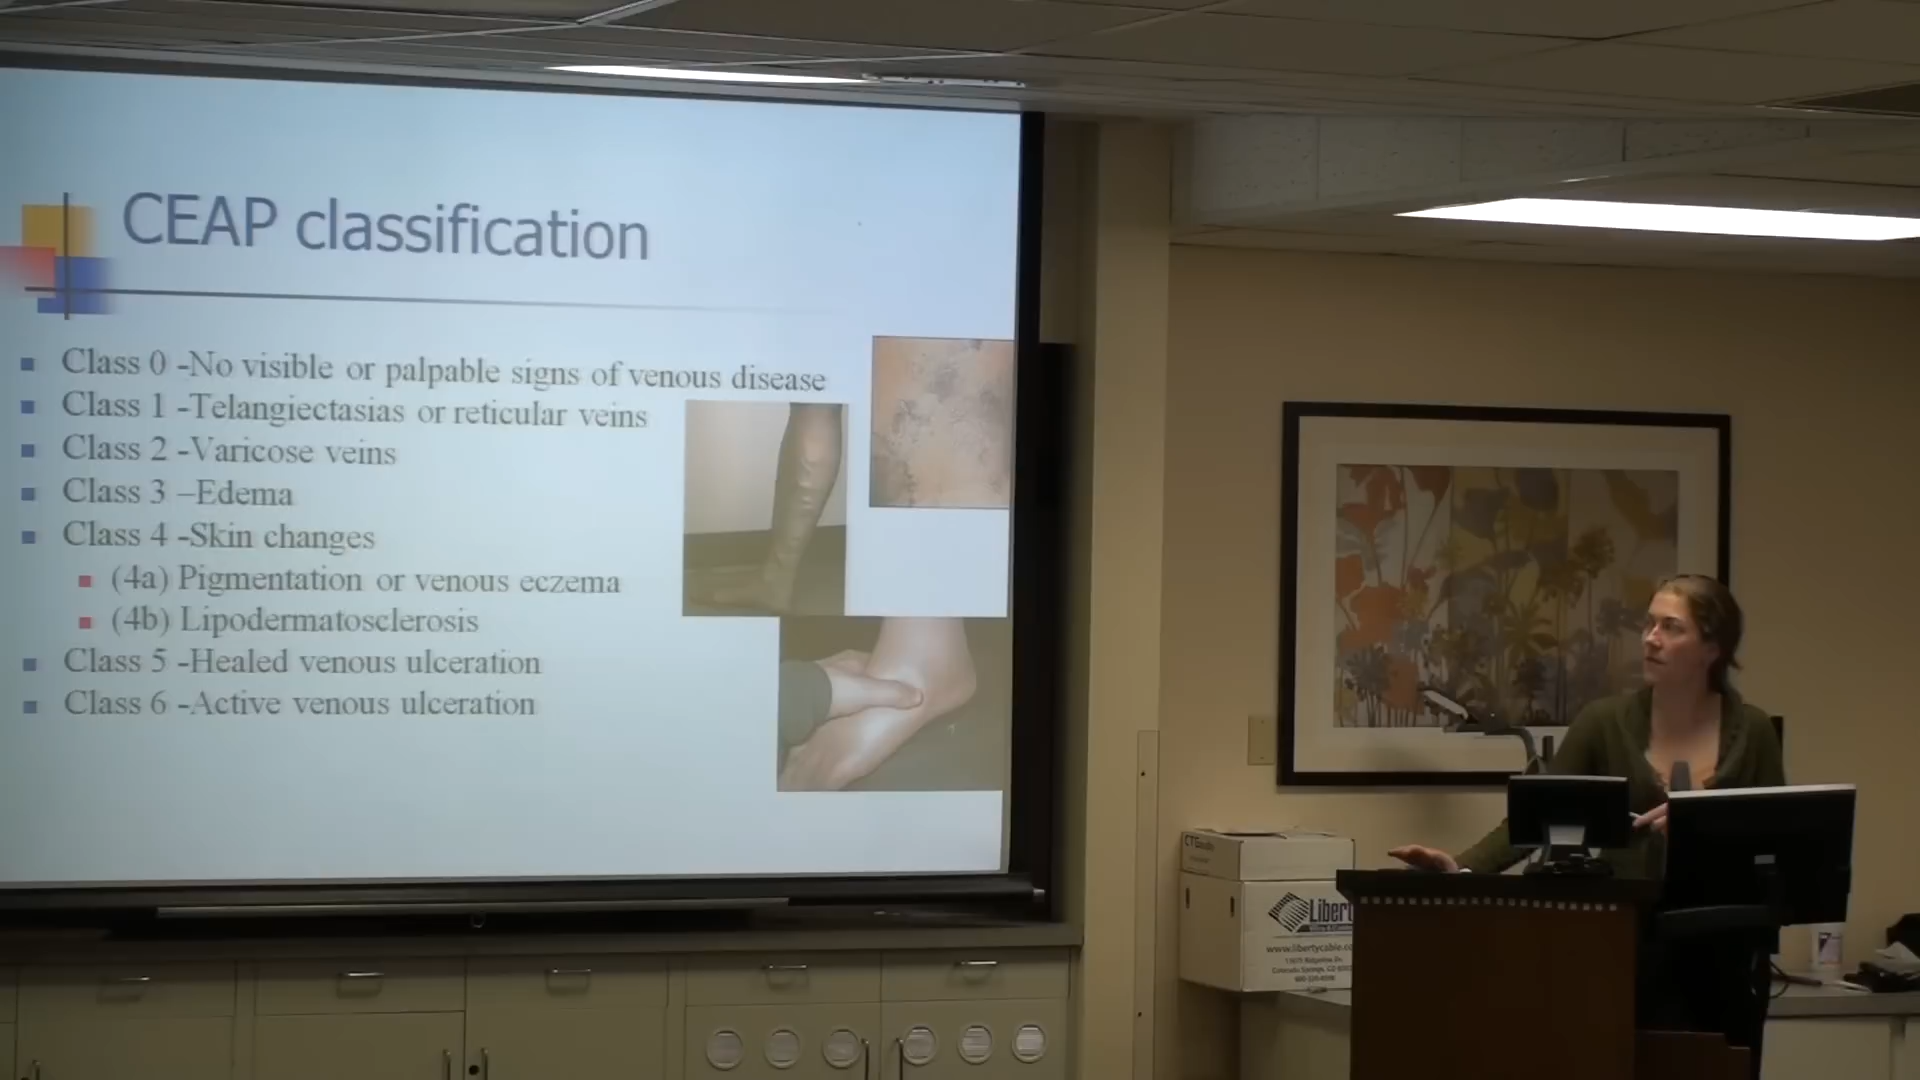 CEAP classification
Class 0 -No visible or palpable signs of venous disease
Class 1 -Telangiectasias or reticular veins
Class 2 -Varicose veins
Class 3 –Edema
Class 4 -Skin changes
(4a) Pigmentation or venous eczema
(4b) Lipodermatosclerosis
Class 5 -Healed venous ulceration
Class 6 -Active venous ulceration
Libert
www.libertycable.co
Colorado Springs, CO